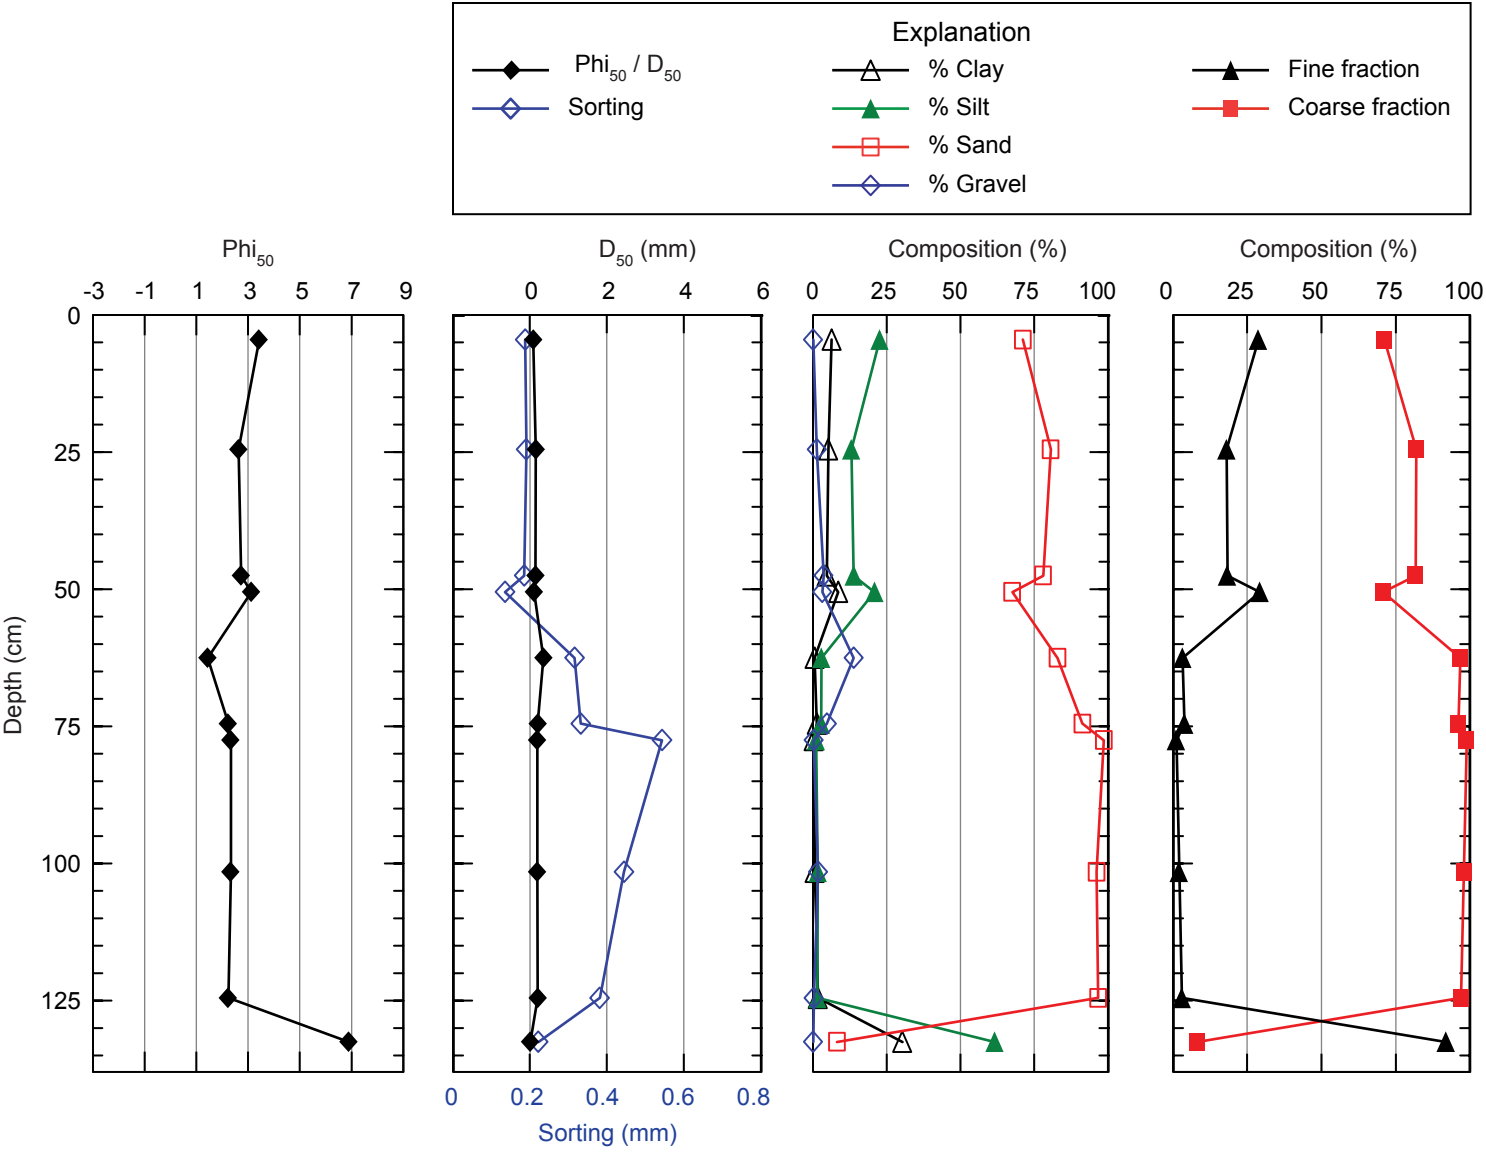 Explanation
Phi50 / D50
% Clay
Fine fraction
Sorting
% Silt
Coarse fraction
% Sand
% Gravel
Phi50
D50 (mm)
Composition (%)
Composition (%)
-3 -1 1 3 5 7 9
0 2 4 6
0 25 75 100
0 25 50 75 100
0
25
50
75
100
125
Depth (cm)
0 0.2 0.4 0.6 0.8
Sorting (mm)